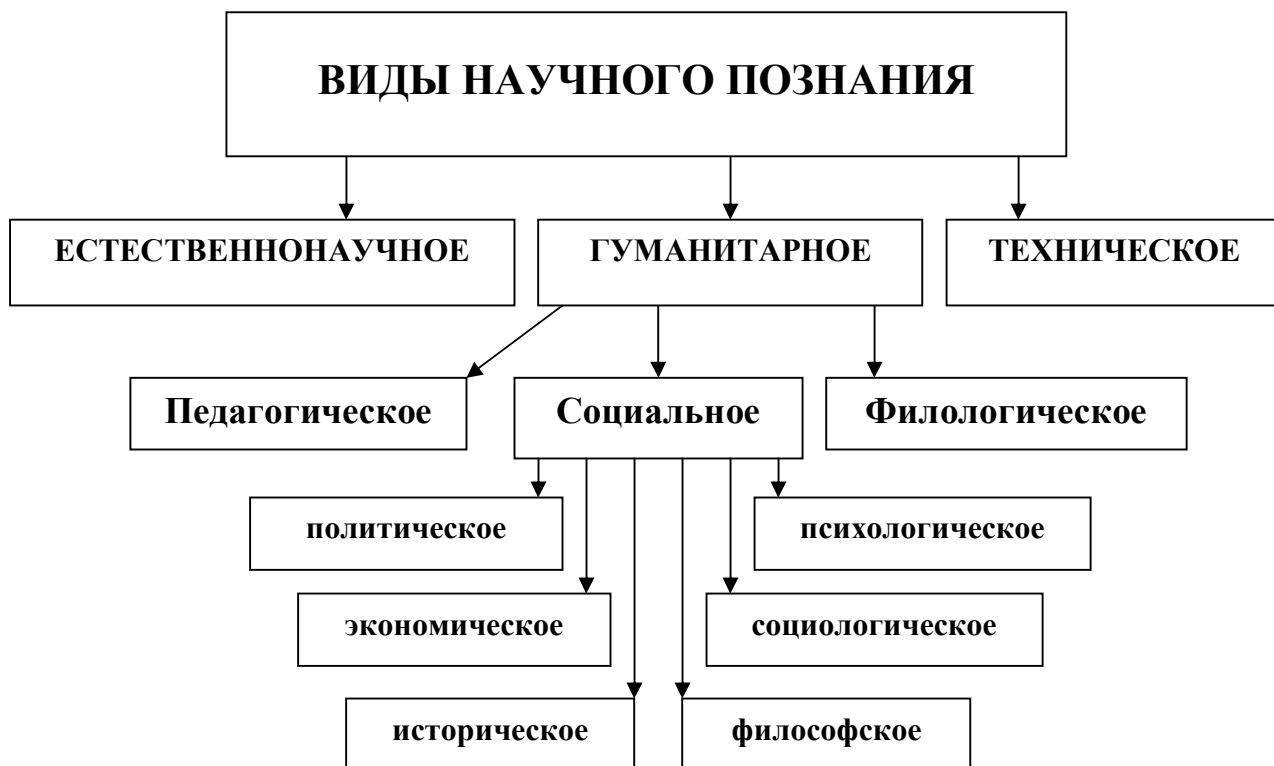 ВИДЫ НАУЧНОГО ПОЗНАНИЯ
ЕСТЕСТВЕННОНАУЧНОЕ
ГУМАНИТАРНОЕ
ТЕХНИЧЕСКОЕ
Педагогическое
Социальное
Филологическое
политическое
психологическое
экономическое
социологическое
историческое
философское